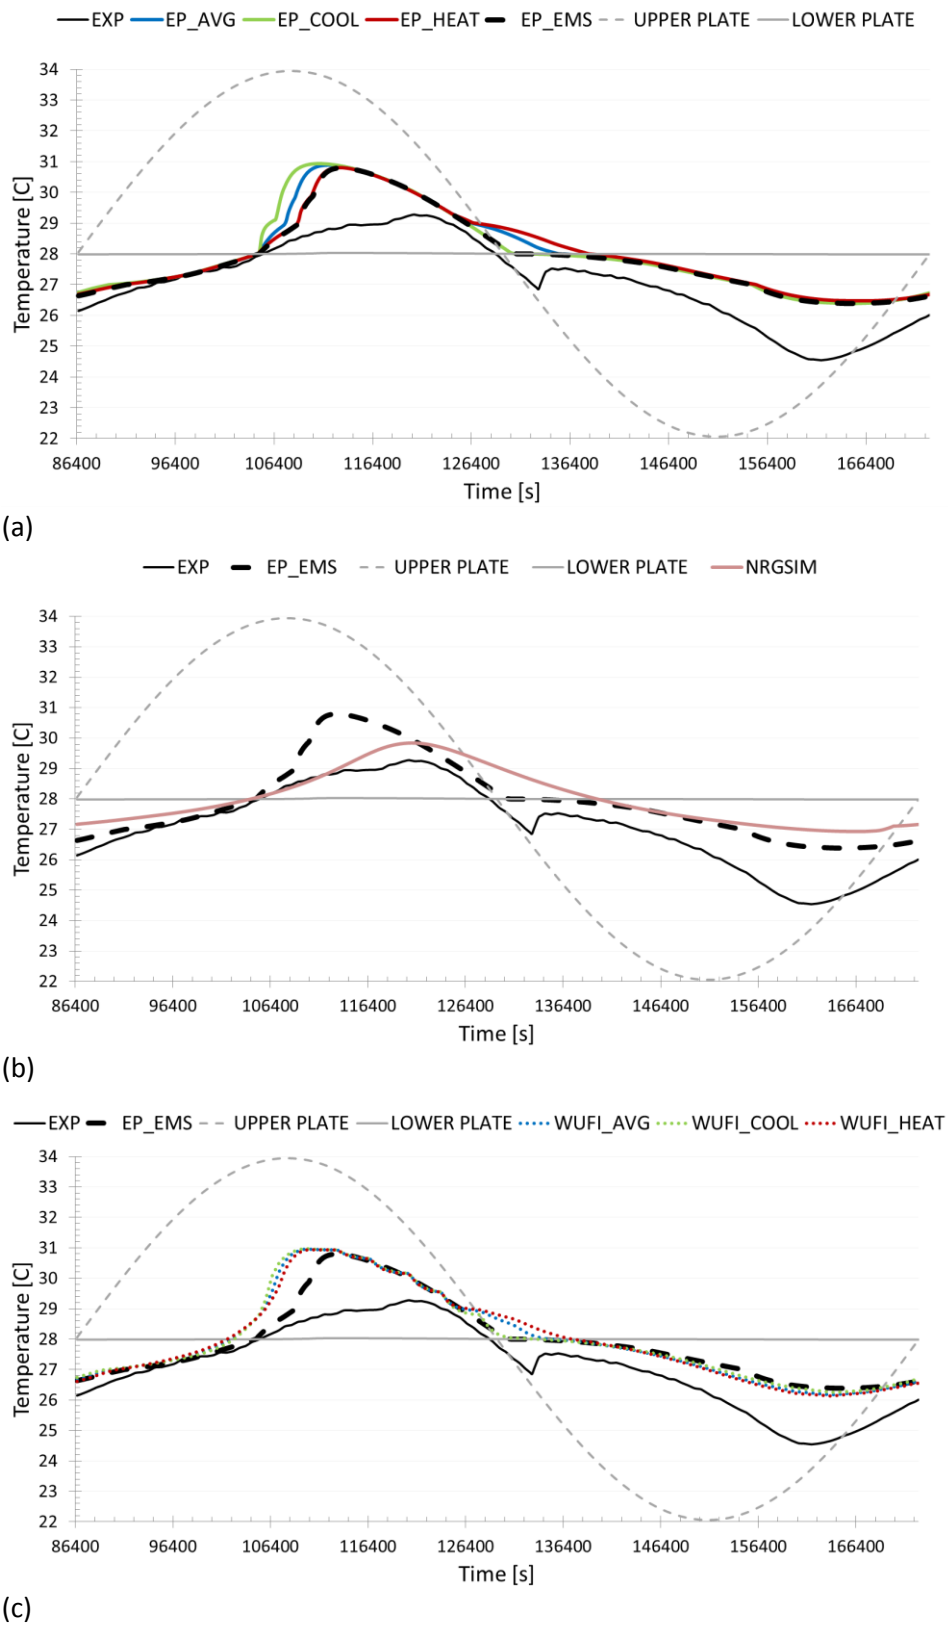 EXP EP_AVG EP_COOL EP_HEAT EP_EMS UPPER PLATE LOWER PLATE
34
33
32
31
30
29
28
27
26
25
24
23
22
Temperature [C]
86400 96400 106400 116400 126400 136400 146400 156400 166400
Time [s]
(a)
EXP EP_EMS UPPER PLATE LOWER PLATE NRGSIM
34
33
32
31
30
29
28
27
26
25
24
23
22
Temperature [C]
86400 96400 106400 116400 126400 136400 146400 156400 166400
Time [s]
(b)
EXP EP_EMS UPPER PLATE LOWER PLATE WUFI_AVG WUFI_COOL WUFI_HEAT
34
33
32
31
30
29
28
27
26
25
24
23
22
Temperature [C]
86400 96400 106400 116400 126400 136400 146400 156400 166400
Time [s]
(c)